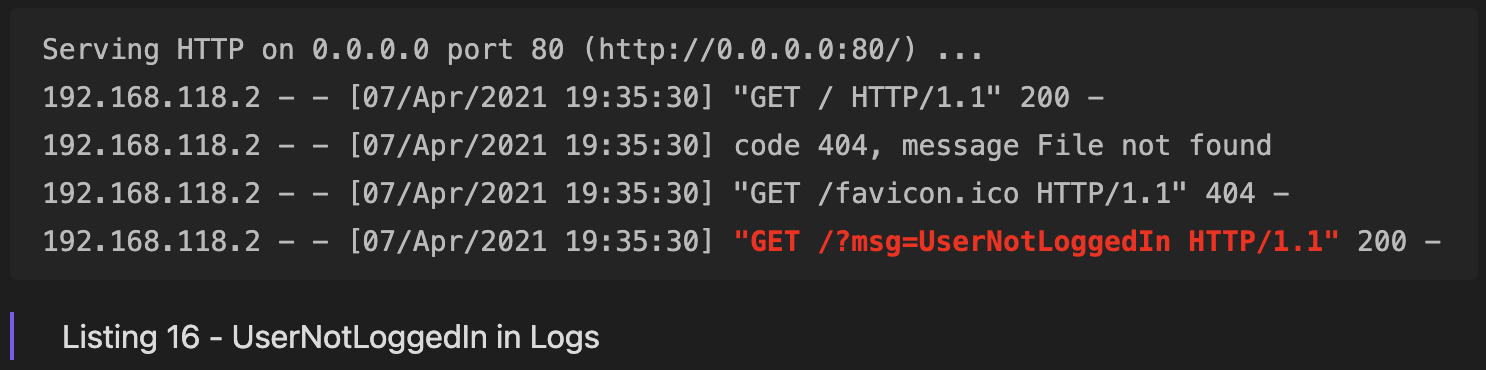 Serving HTTP on 0.0.0.0 port 80 (http://0.0.0.0:80/) ...
192.168.118.2 - - [07/Apr/2021 19:35:30] "GET / HTTP/1.1" 200 -
192.168.118.2 - - [07/Apr/2021 19:35:30] code 404, message File not found
192.168.118.2 - - [07/Apr/2021 19:35:30] "GET /favicon.ico HTTP/1.1" 404 -
192.168.118.2 - - [07/Apr/2021 19:35:30] "GET /?msg=UserNotLoggedIn HTTP/1.1" 200 -
Listing 16 - UserNotLoggedIn in Logs